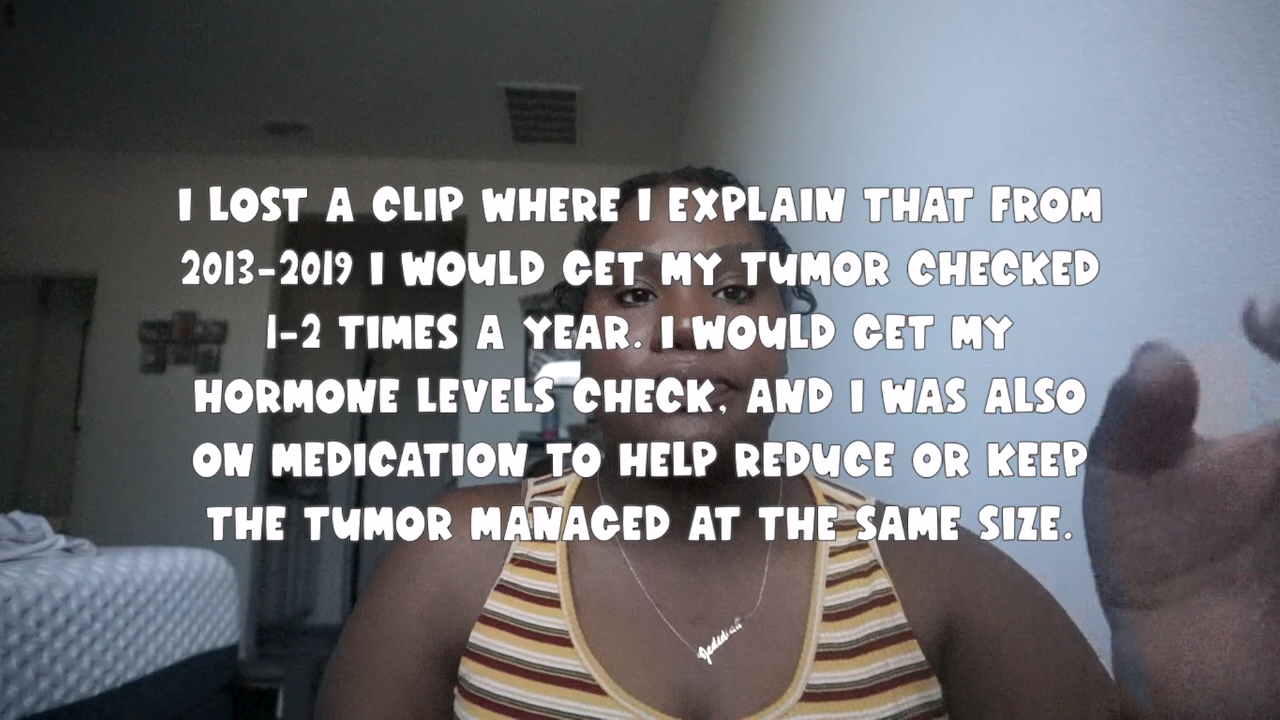 I LOST A CLIP WHERE I EXPLAIN THAT FROM
2013-2019 I WOULD GET MY TUMOR CHECKED
1-2 TIMES A YEAR. I WOULD GET MY
HORMONE LEVELS CHECK, AND I WAS ALSO
ON MEDICATION TO HELP REDUCE OR KEEP
THE TUMOR MANAGED AT THE SAME SIZE.